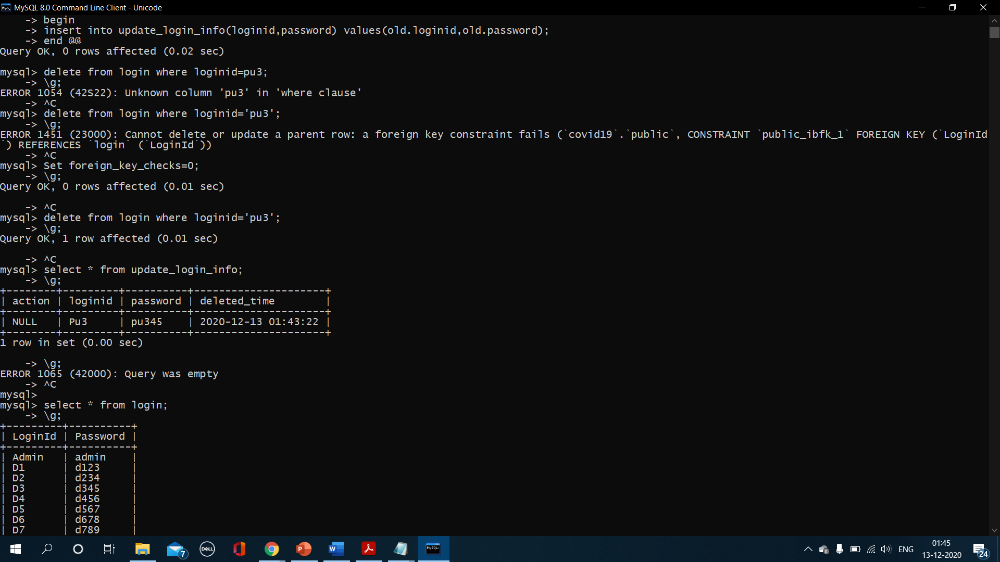 MySQL 8.0 Command Line Client - Unicode
    -> begin
    -> insert into update_login_info(loginid,password) values(old.loginid,old.password);
    -> end @@
Query OK, 0 rows affected (0.02 sec)
mysql> delete from login where loginid=pu3;
    -> \g;
ERROR 1054 (42S22): Unknown column 'pu3' in 'where clause'
    -> ^C
mysql> delete from login where loginid='pu3';
    -> \g;
ERROR 1451 (23000): Cannot delete or update a parent row: a foreign key constraint fails (`covid19`.`public`, CONSTRAINT `public_ibfk_1` FOREIGN KEY (`LoginId
`) REFERENCES `login` (`LoginId`))
    -> ^C
mysql> Set foreign_key_checks=0;
    -> \g;
Query OK, 0 rows affected (0.01 sec)
    -> ^C
mysql> delete from login where loginid='pu3';
    -> \g;
Query OK, 1 row affected (0.01 sec)
    -> ^C
mysql> select * from update_login_info;
    -> \g;
+--------+---------+----------+---------------------+
| action | loginid | password | deleted_time        |
+--------+---------+----------+---------------------+
| NULL   | Pu3     | pu345    | 2020-12-13 01:43:22 |
+--------+---------+----------+---------------------+
1 row in set (0.00 sec)
    -> \g;
ERROR 1065 (42000): Query was empty
    -> ^C
mysql>
mysql> select * from login;
    -> \g;
+---------+----------+
| LoginId | Password |
+---------+----------+
| Admin   | admin    |
| D1      | d123     |
| D2      | d234     |
| D3      | d345     |
| D4      | d456     |
| D5      | d567     |
| D6      | d678     |
| D7      | d789     |
7
DELL
P
W
MySQL
ENG
01:45
13-12-2020
24